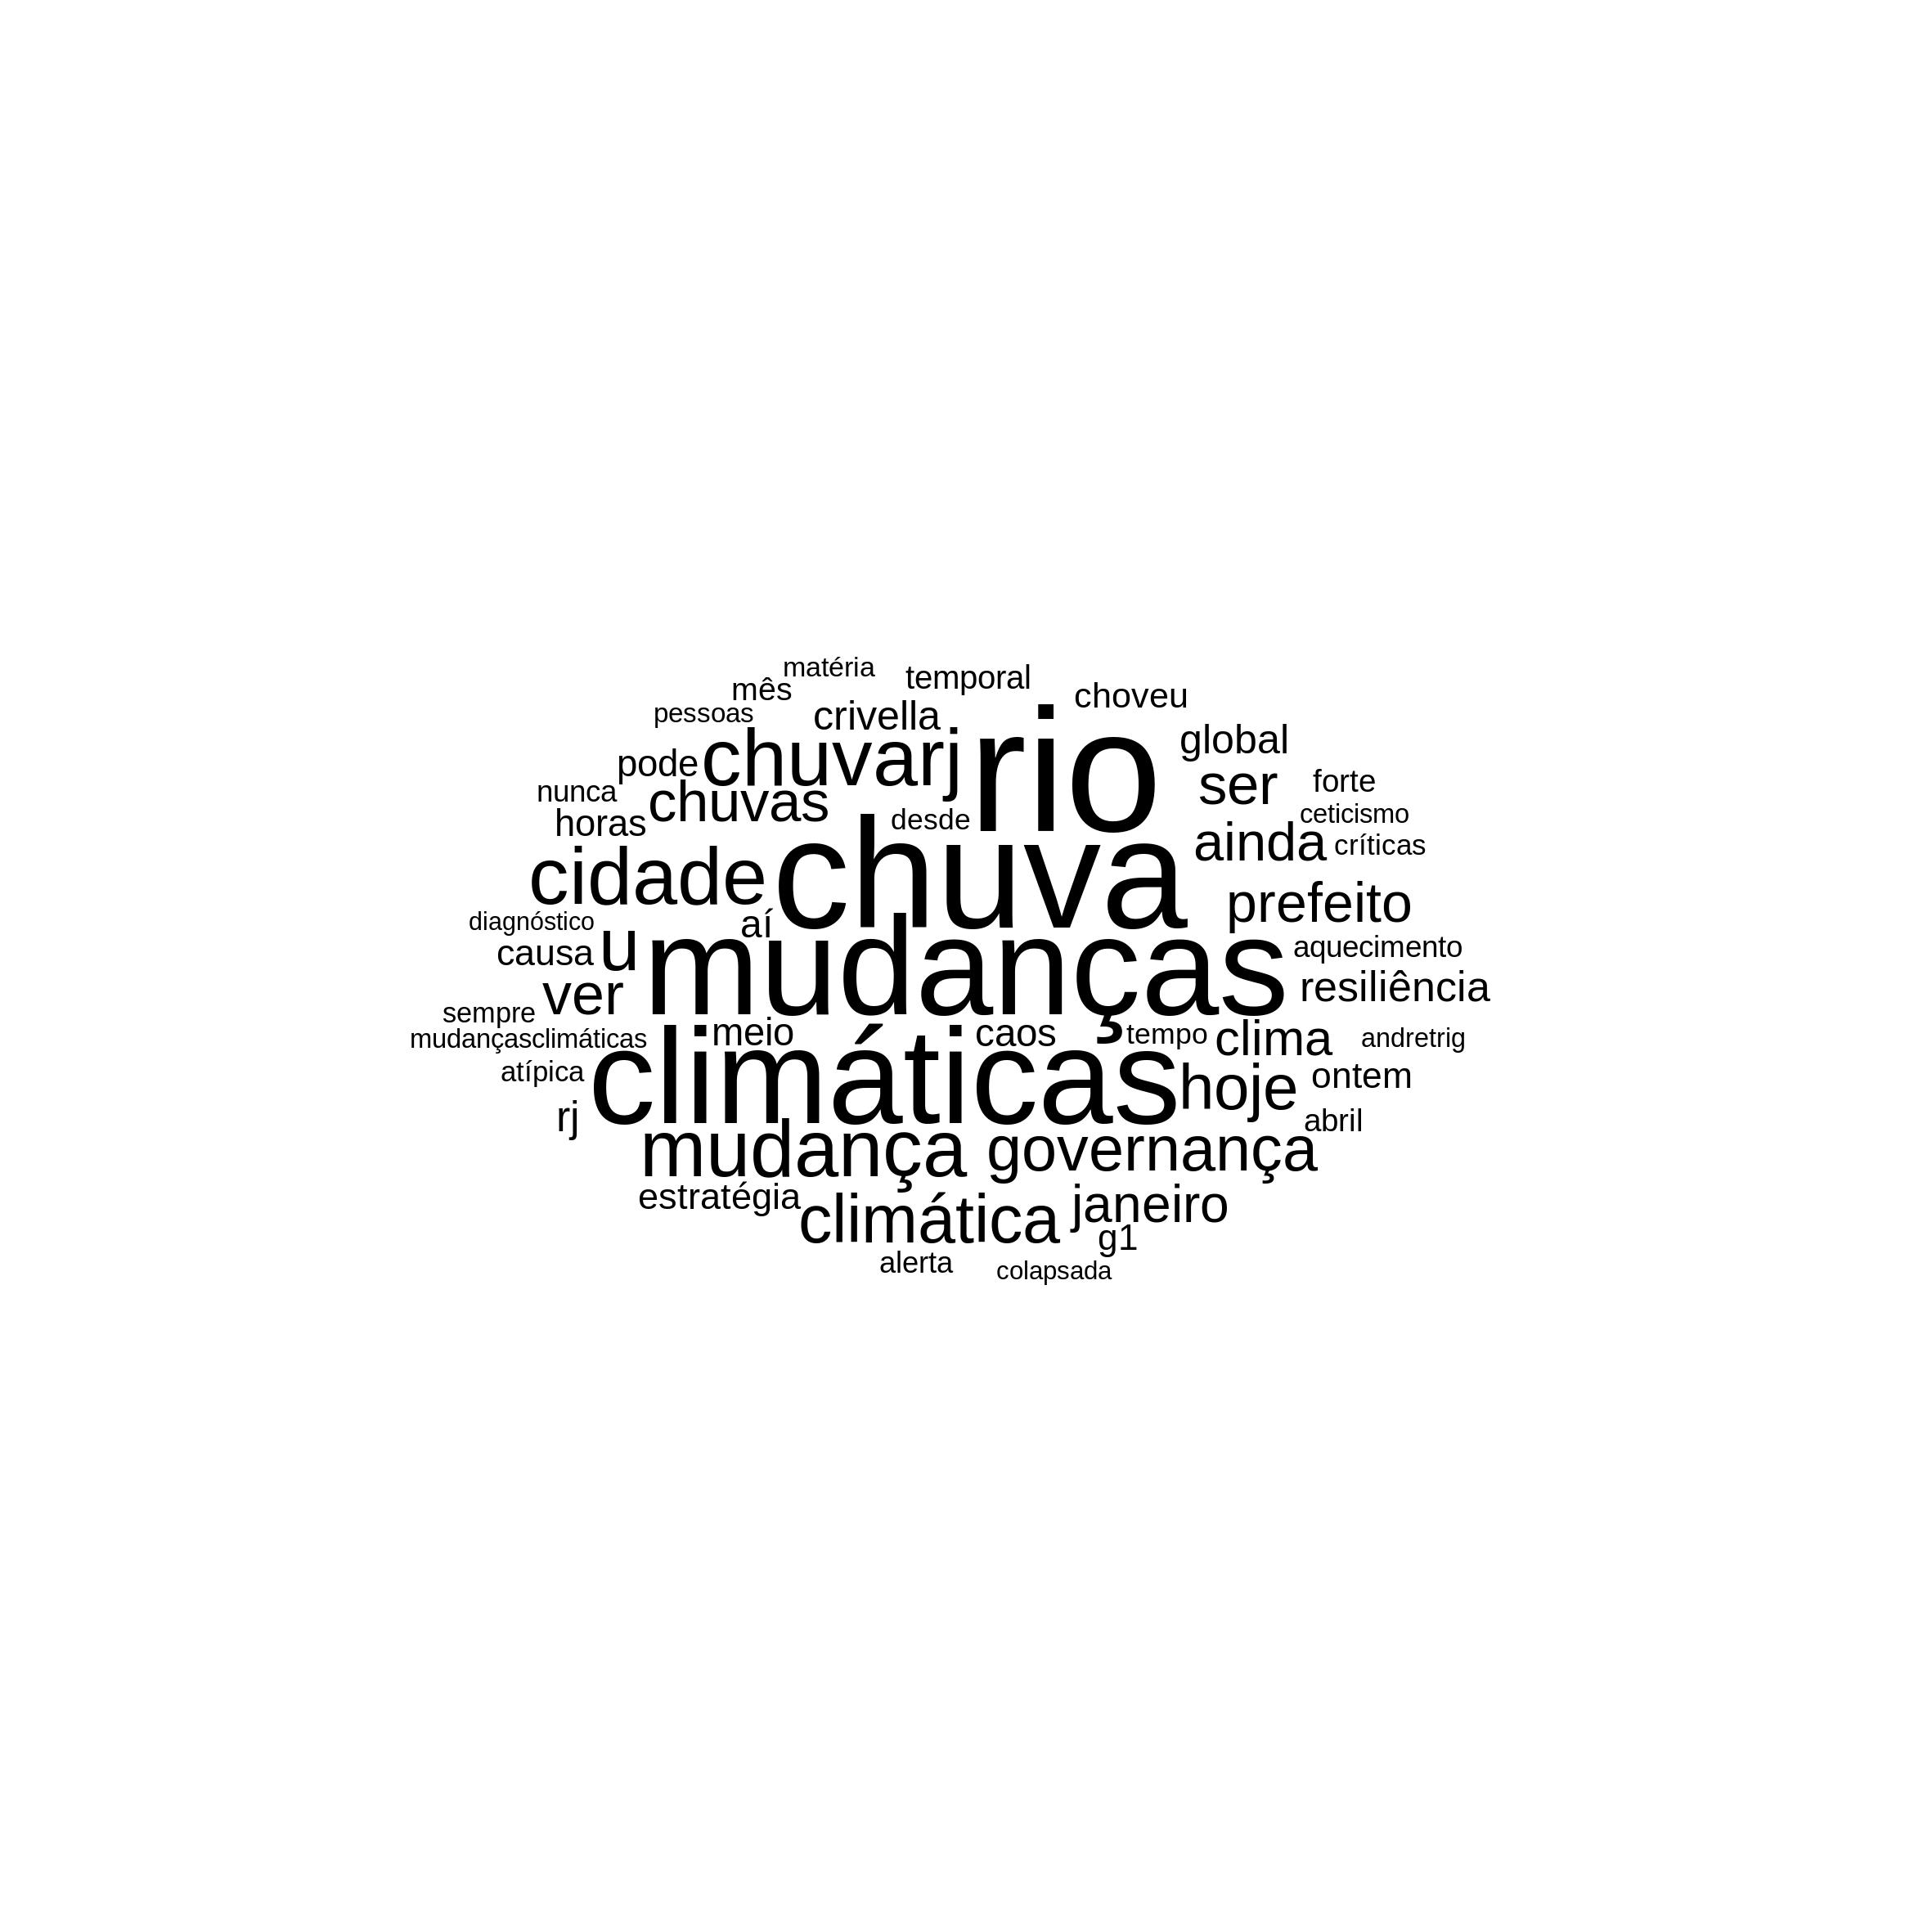 matéria
temporal
mês
choveu
pessoas
crivella
rio
global
pode
chuvarj
ser
forte
nunca
chuvas
horas
desde
ceticismo
ainda
críticas
cidade
chuva
prefeito
diagnóstico
aí
causa
u
mudanças
aquecimento
ver
resiliência
sempre
mudançasclimáticas
meio
caos
tempo
clima
andretrig
atípica
climáticas
hoje
ontem
rj
abril
mudança
governança
estratégia
climática
janeiro
g1
alerta
colapsada